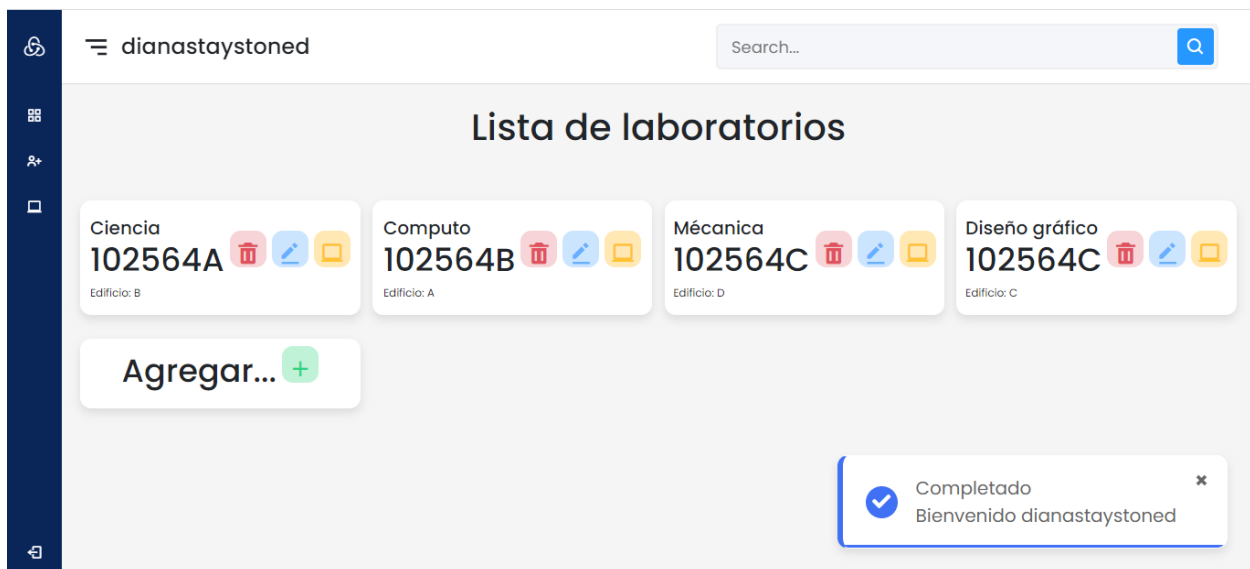 dianastaystoned
Search...
Lista de laboratorios
Ciencia
102564A
Edificio: B
Computo
102564B
Edificio: A
Mécanica
102564C
Edificio: D
Diseño gráfico
102564C
Edificio: C
Agregar...
Completado
Bienvenido dianastaystoned